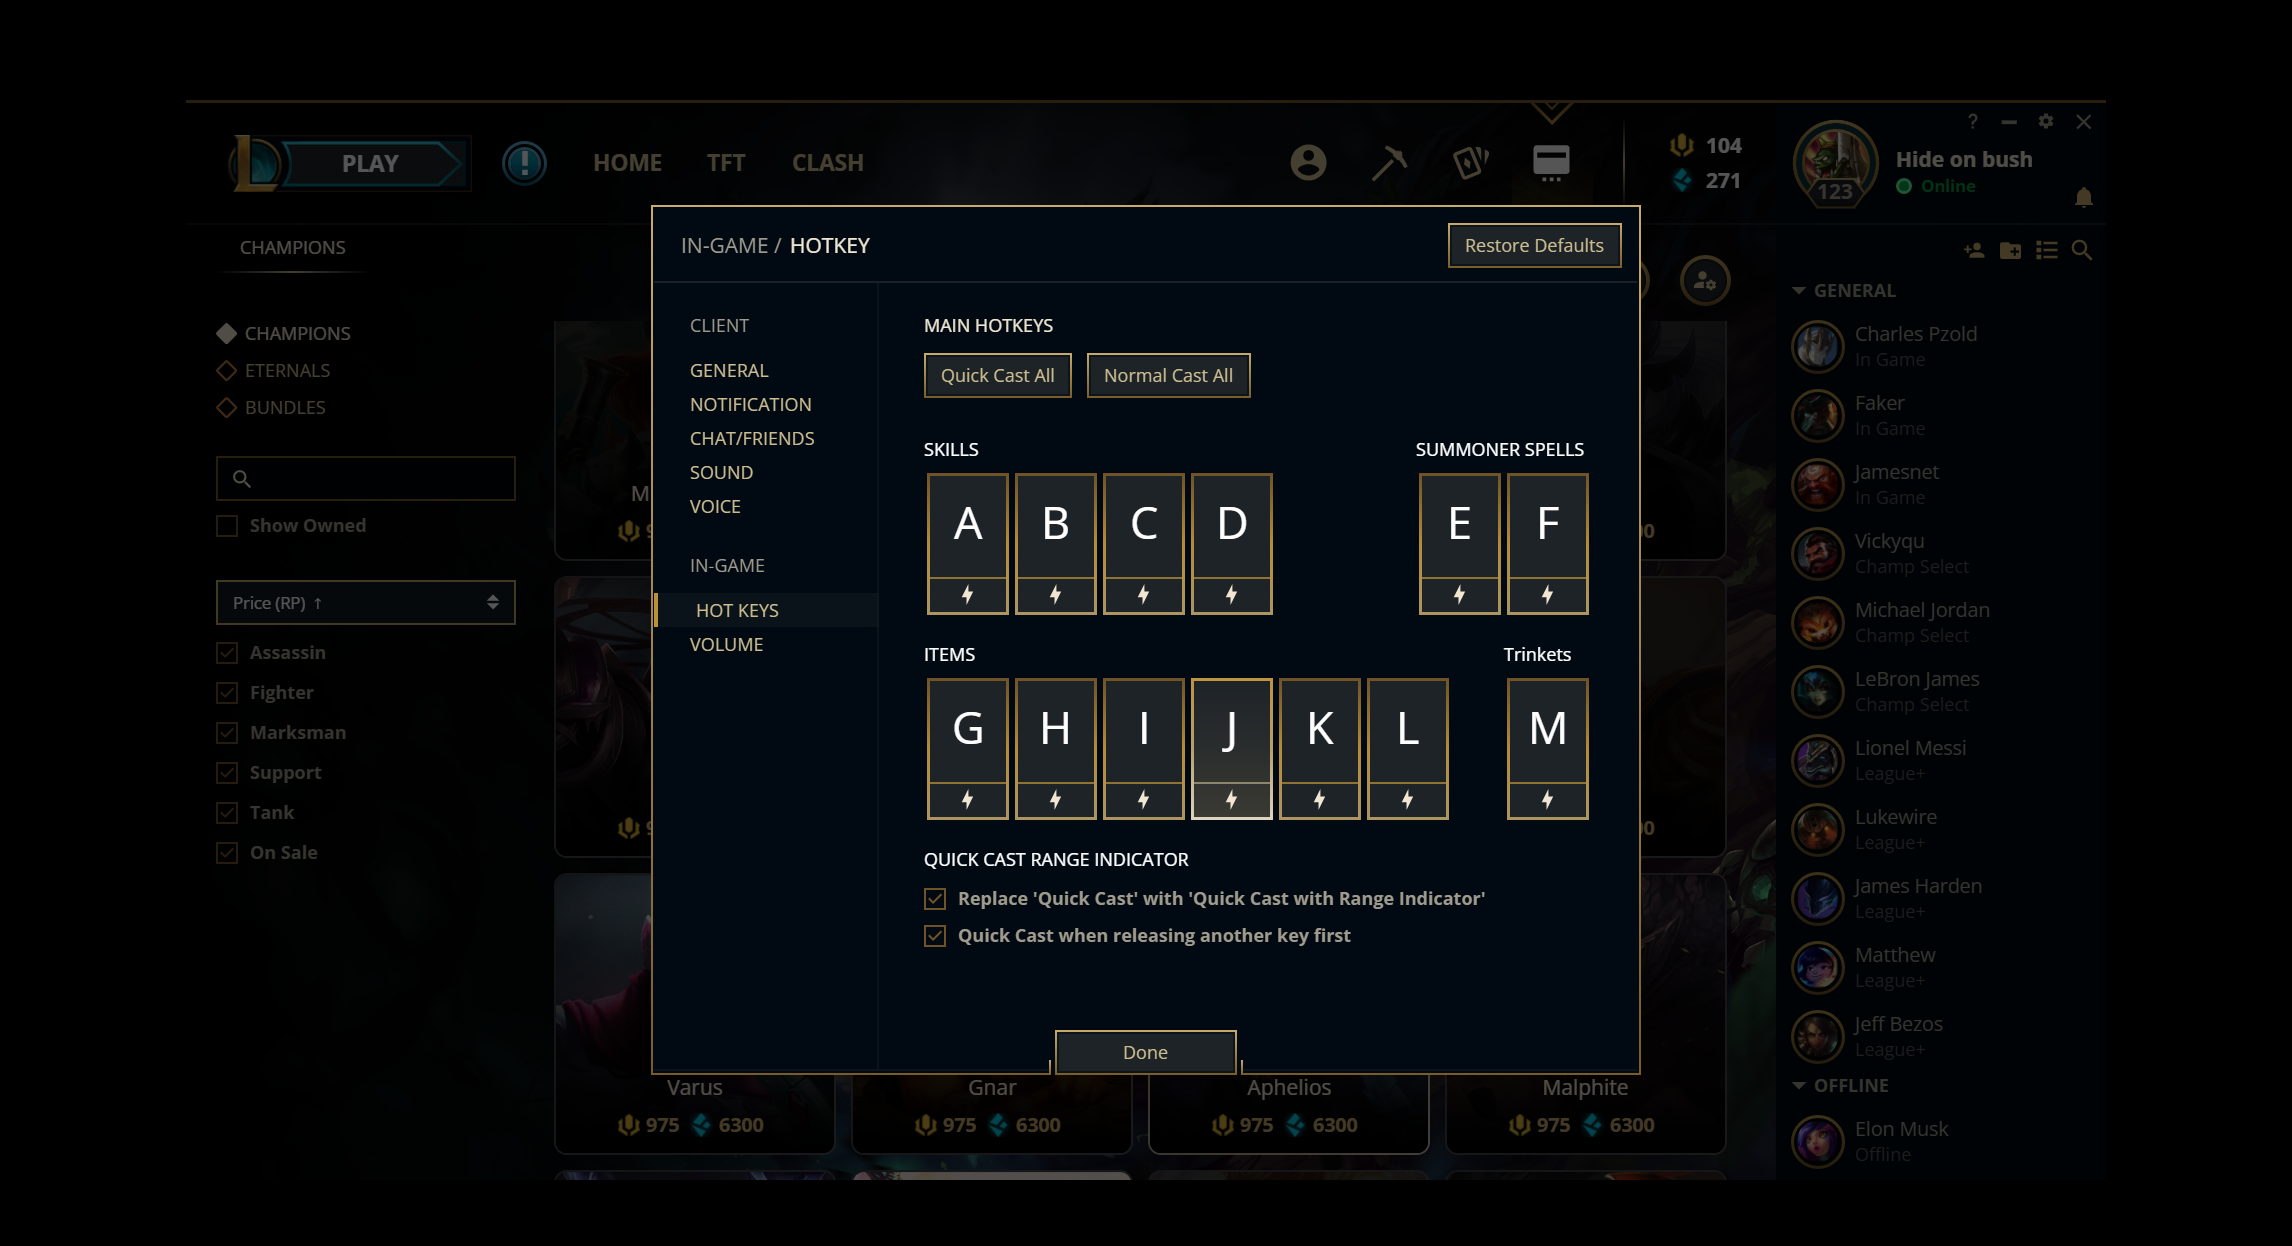 PLAY
HOME
TFT
CLASH
104
271
?
123
Hide on bush
Online
CHAMPIONS
CHAMPIONS
ETERNALS
BUNDLES
Show Owned
Price (RP) ↑
Assassin
Fighter
Marksman
Support
Tank
On Sale
IN-GAME / HOTKEY
Restore Defaults
CLIENT
GENERAL
NOTIFICATION
CHAT/FRIENDS
SOUND
VOICE
IN-GAME
HOT KEYS
VOLUME
MAIN HOTKEYS
Quick Cast All
Normal Cast All
SKILLS
A B C D
SUMMONER SPELLS
E F
ITEMS
G H I J K L
Trinkets
M
QUICK CAST RANGE INDICATOR
Replace 'Quick Cast' with 'Quick Cast with Range Indicator'
Quick Cast when releasing another key first
Done
Varus
975 6300
Gnar
975 6300
Aphelios
975 6300
Malphite
975 6300
GENERAL
Charles Pzold
In Game
Faker
In Game
Jamesnet
In Game
Vickyqu
Champ Select
Michael Jordan
Champ Select
LeBron James
Champ Select
Lionel Messi
League+
Lukewire
League+
James Harden
League+
Matthew
League+
Jeff Bezos
League+
OFFLINE
Elon Musk
Offline